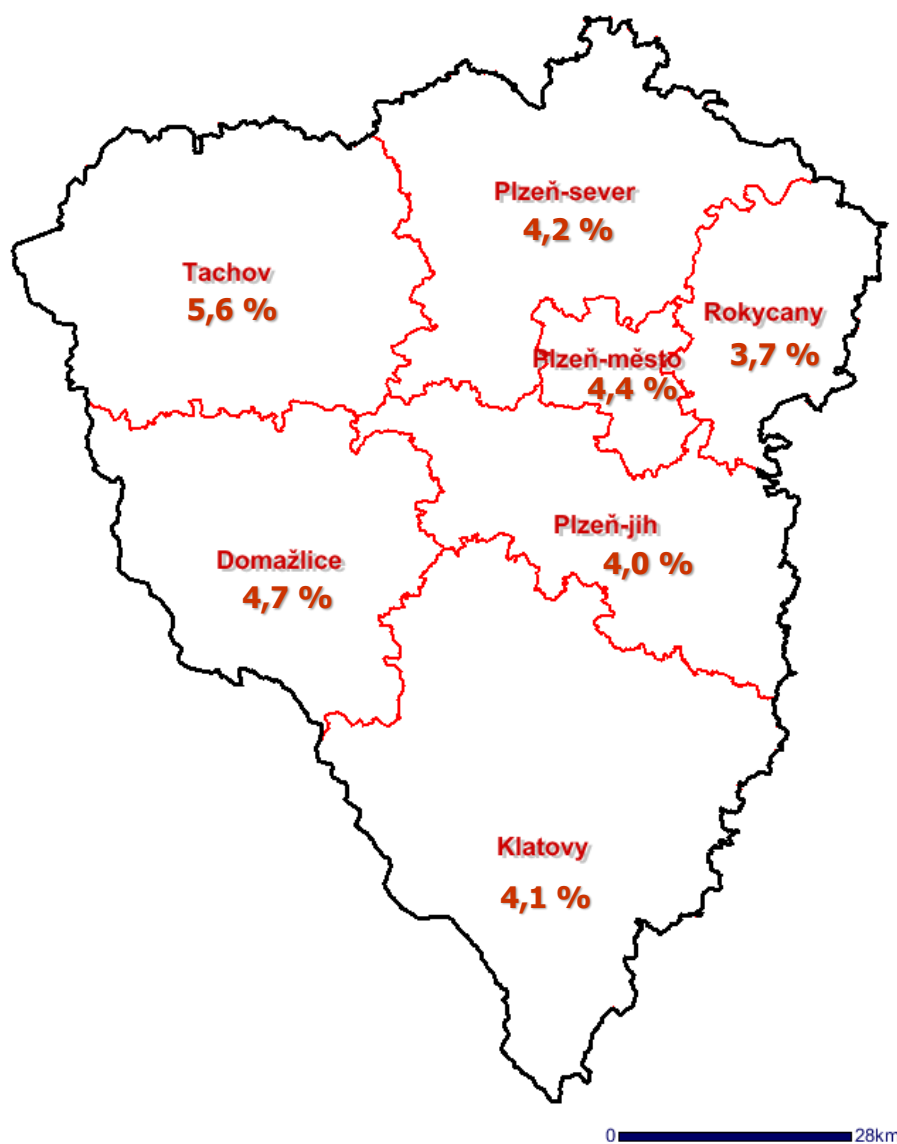 Plzeň-sever
4,2 %
Tachov
5,6 %
Rokycany
3,7 %
Plzeň-město
4,4 %
Plzeň-jih
4,0 %
Domažlice
4,7 %
Klatovy
4,1 %
0 28km